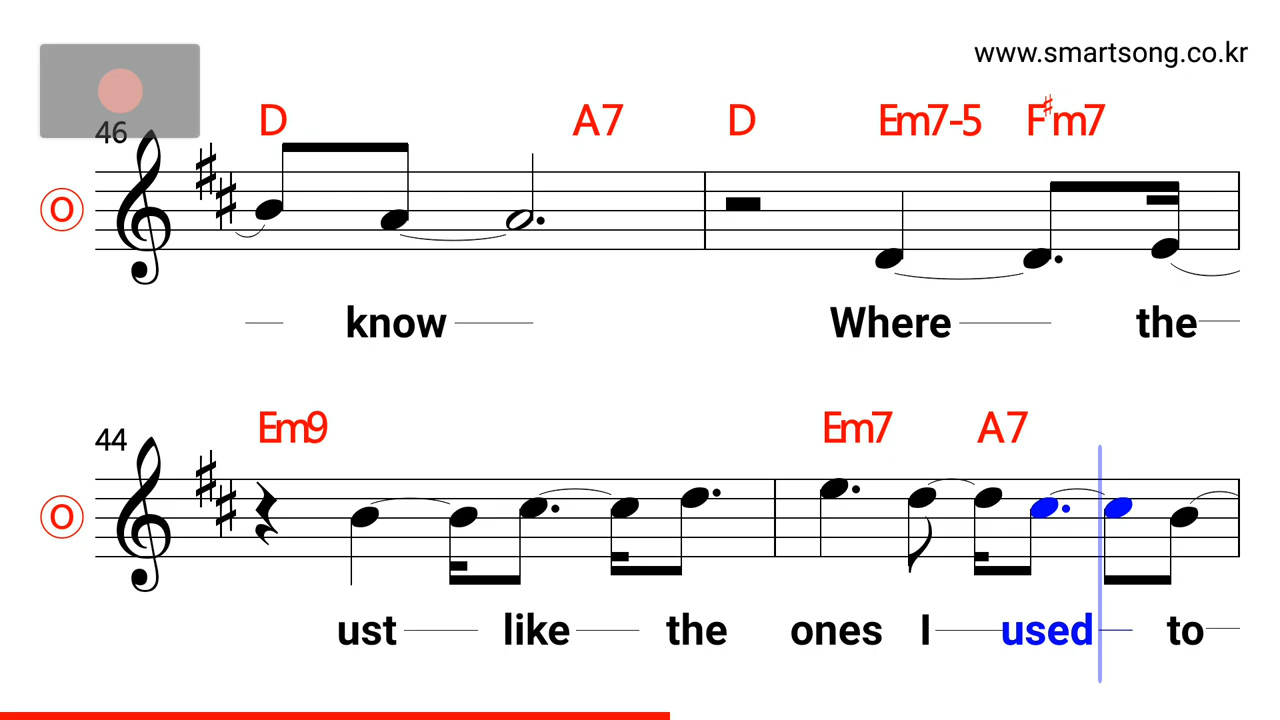 www.smartsong.co.kr
D A7 D Em7-5 F♯m7
46
O
know Where the
Em9 Em7 A7
44
O
ust like the ones I used to